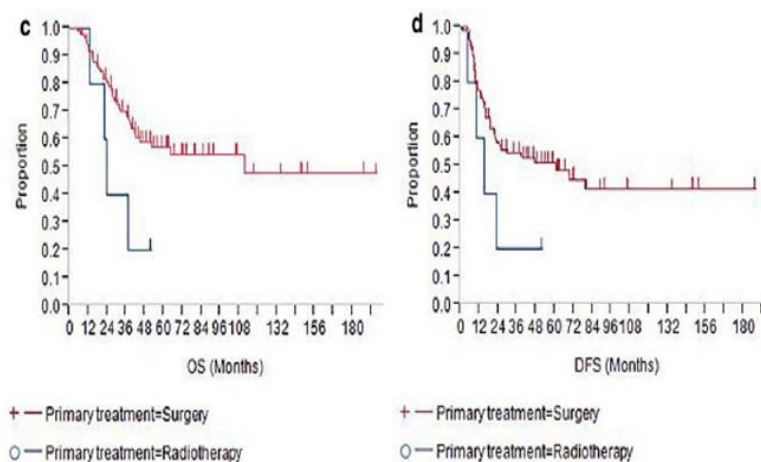 c
1.0
0.9
0.8
0.7
0.6
0.5
0.4
0.3
0.2
0.1
0.0
Proportion
0 12 24 36 48 60 72 84 96 108 132 156 180
OS (Months)
Primary treatment=Surgery
Primary treatment=Radiotherapy
d
1.0
0.9
0.8
0.7
0.6
0.5
0.4
0.3
0.2
0.1
0.0
Proportion
0 12 24 36 48 60 72 84 96 108 132 156 180
DFS (Months)
Primary treatment=Surgery
Primary treatment=Radiotherapy